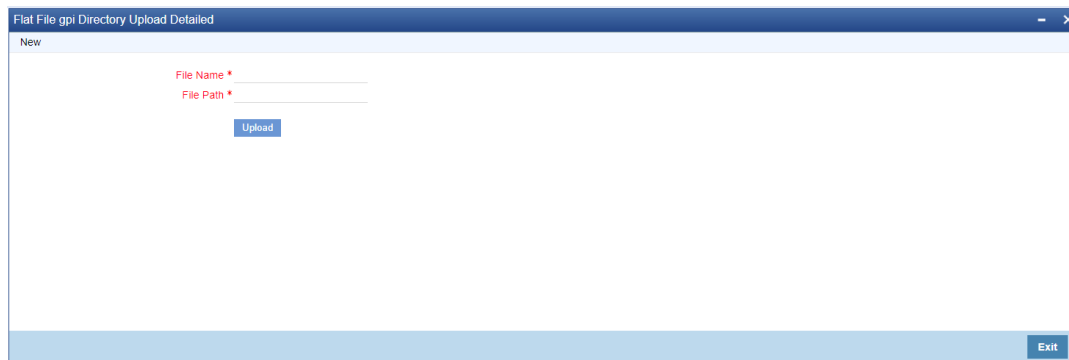 Flat File gpi Directory Upload Detailed
New
File Name *
File Path *
Upload
Exit